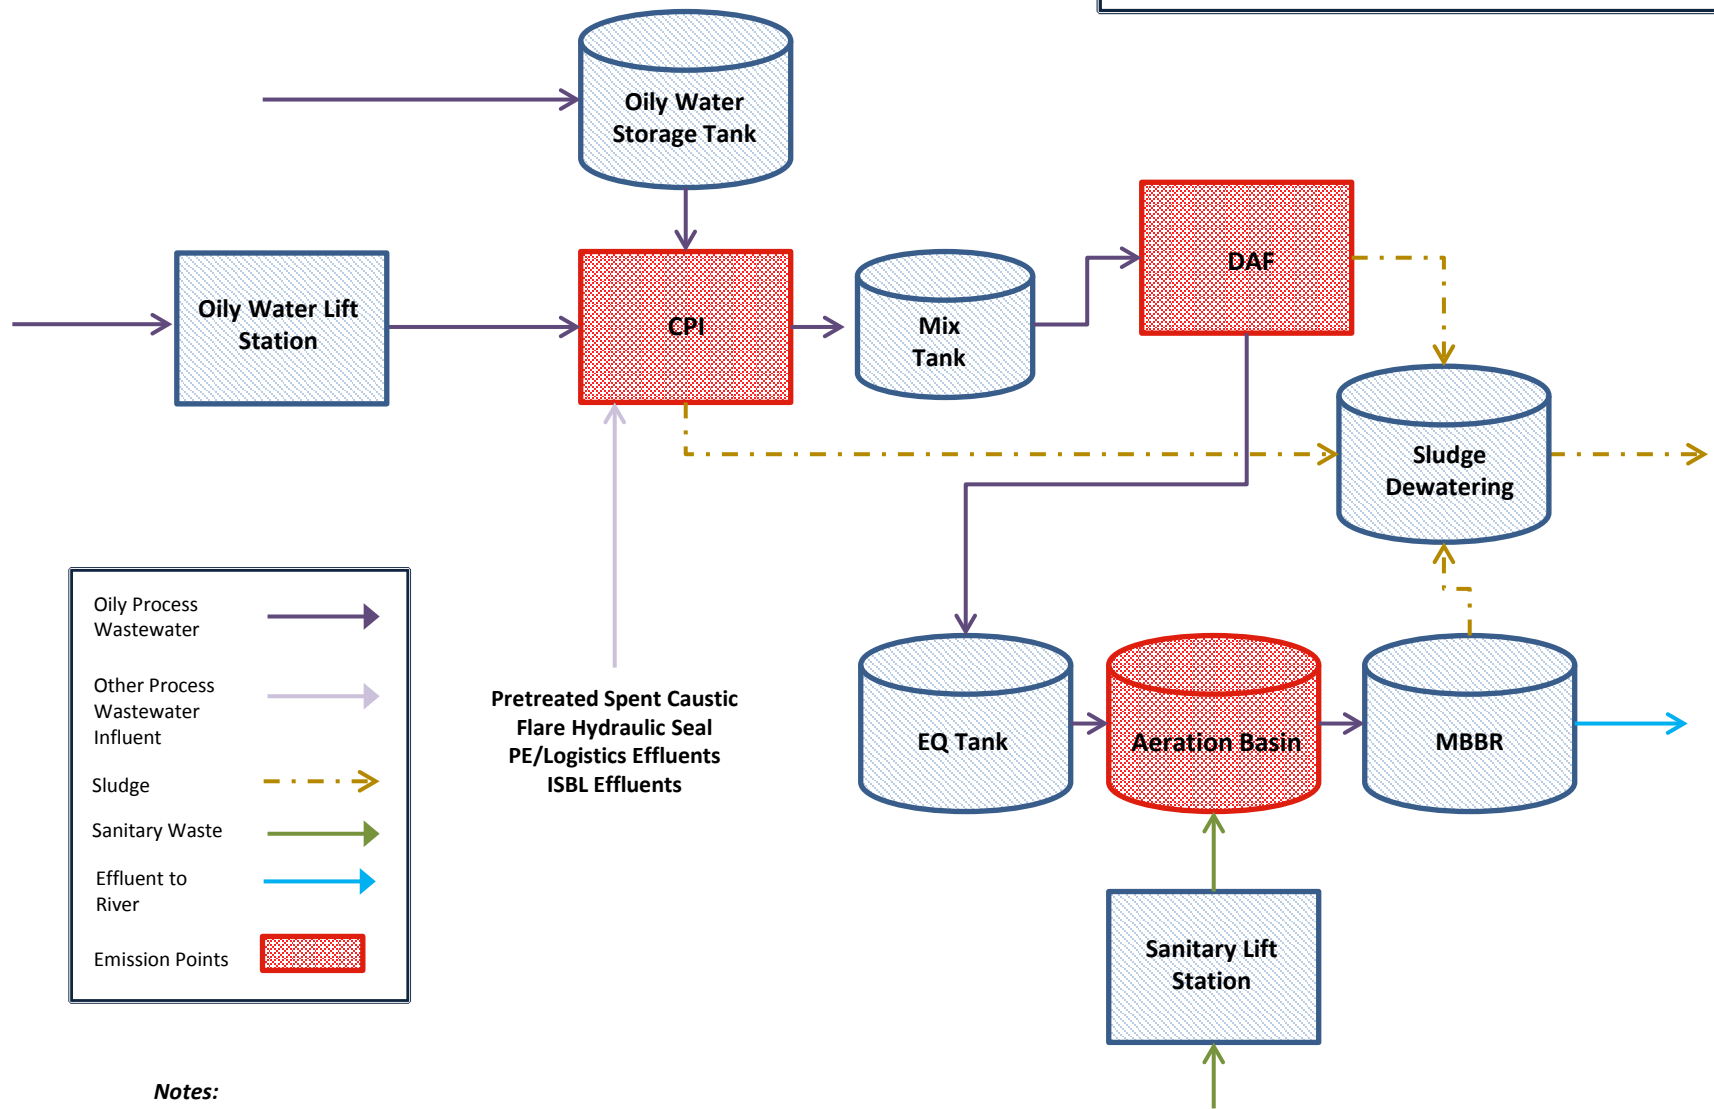 Oily Water
Storage Tank
Oily Water Lift
Station
CPI
Mix
Tank
DAF
Sludge
Dewatering
Pretreated Spent Caustic
Flare Hydraulic Seal
PE/Logistics Effluents
ISBL Effluents
EQ Tank
Aeration Basin
MBBR
Sanitary Lift
Station
Oily Process
Wastewater
Other Process
Wastewater
Influent
Sludge
Sanitary Waste
Effluent to
River
Emission Points
Notes: